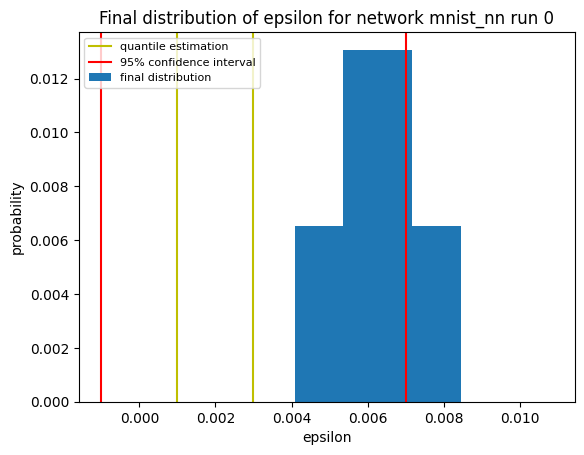 Final distribution of epsilon for network mnist_nn run 0
quantile estimation
95% confidence interval
final distribution
0.012
0.010
0.008
0.006
0.004
0.002
0.000
probability
0.000 0.002 0.004 0.006 0.008 0.010
epsilon